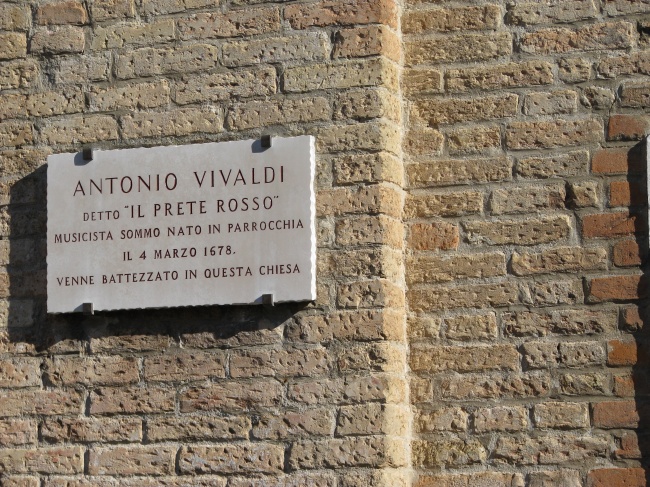 ANTONIO VIVALDI
DETTO "IL PRETE ROSSO"
MUSICISTA SOMMO NATO IN PARROCCHIA
IL 4 MARZO 1678.
VENNE BATTEZZATO IN QUESTA CHIESA